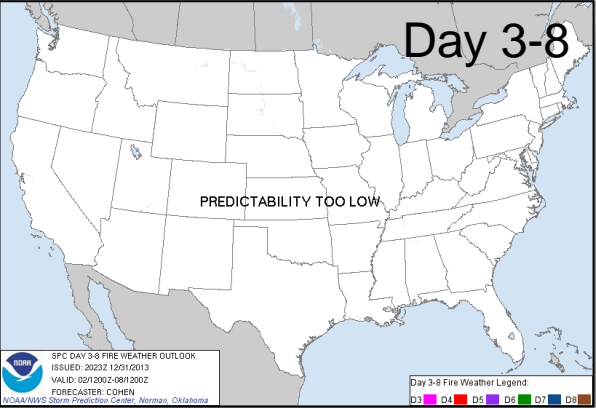 Day 3-8
PREDICTABILITY TOO LOW
NOAA
SPC DAY 3-8 FIRE WEATHER OUTLOOK
ISSUED: 2023Z 12/31/2013
VALID: 02/1200Z-08/1200Z
FORECASTER: COHEN
NOAA/NWS Storm Prediction Center, Norman, Oklahoma
Day 3-8 Fire Weather Legend:
D3 D4 D5 D6 D7 D8